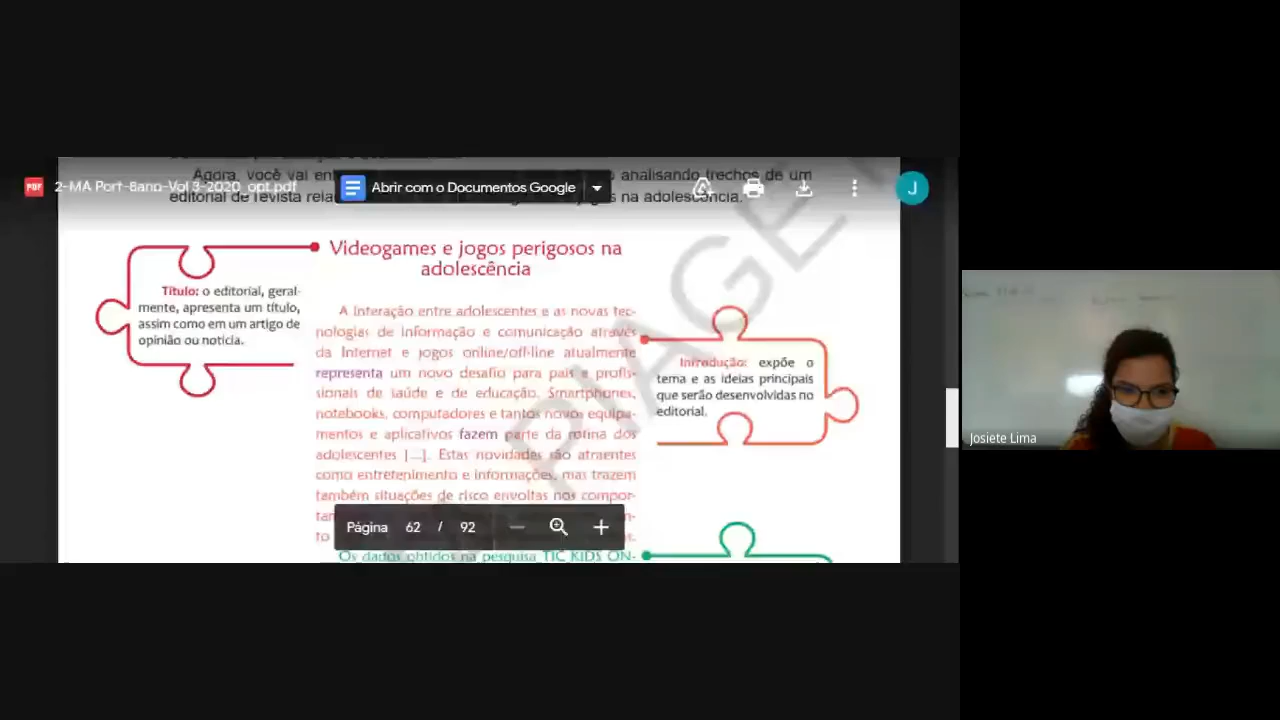 Agora, você vai analisando trechos de um
editorial de revista na adolescência.
PDF
2-MA Port-Bano-Vol 3-2020_opt.pdf
Abrir com o Documentos Google
J
Videogames e jogos perigosos na
adolescência
Título: o editorial, geral-
mente, apresenta um título,
assim como em um artigo de
opinião ou notícia.
A interação entre adolescentes e as novas tec-
nologias de informação e comunicação através
da Internet e jogos online/off-line atualmente
representa um novo desafio para pais e profis-
sionais de saúde e de educação. Smartphones,
notebooks, computadores e tantos novos equipa-
mentos e aplicativos fazem parte da rotina dos
adolescentes [...]. Estas novidades são atraentes
como entretenimento e informações, mas trazem
também situações de risco envoltas nos compor-
Introdução: expõe o
tema e as ideias principais
que serão desenvolvidas no
editorial.
Página 62 / 92
Os dados obtidos na pesquisa TIC KIDS ON-
PIAGET
Josiete Lima